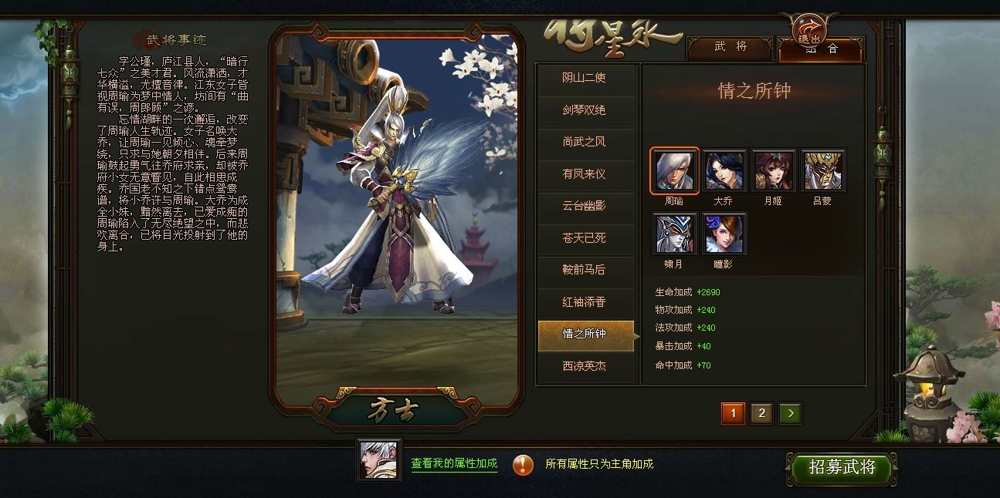 武将事迹
字公瑾，庐江县人，“暗行
七众”之美才君。风流潇洒，才
华横溢，尤擅音律。江东女子皆
视周瑜为梦中情人，坊间有“曲
有误，周郎顾”之谚。
忘情湖畔的一次邂逅，改变
了周瑜人生轨迹。女子名唤大
乔，让周瑜一见倾心、魂牵梦
绕，只求与她朝夕相伴。后来周
瑜鼓起勇气往乔府求亲，却被乔
府小女无意瞥见，自此相思成
疾。乔国老不知之下错点鸳鸯
谱，将小乔许与周瑜。大乔为成
全小妹，黯然离去，已爱成痴的
周瑜陷入了无尽绝望之中，而悲
欢离合，已将目光投射到了他的
身上。
方士
将星录
武将
组合
退出
阴山二使
剑琴双绝
尚武之风
有凤来仪
云台幽影
苍天已死
鞍前马后
红袖添香
情之所钟
西凉英杰
情之所钟
周瑜 大乔 月姬 吕蒙
啸月 瞳影
生命加成 +2690
物攻加成 +240
法攻加成 +240
暴击加成 +40
命中加成 +70
1 2 >
查看我的属性加成
所有属性只为主角加成
招募武将